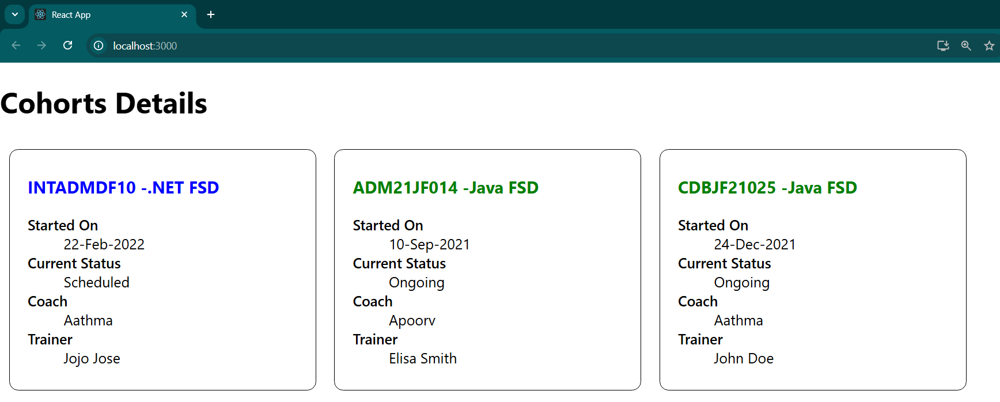 React App
localhost:3000
Cohorts Details
INTADMDF10 -.NET FSD
Started On
22-Feb-2022
Current Status
Scheduled
Coach
Aathma
Trainer
Jojo Jose
ADM21JF014 -Java FSD
Started On
10-Sep-2021
Current Status
Ongoing
Coach
Apoorv
Trainer
Elisa Smith
CDBJF21025 -Java FSD
Started On
24-Dec-2021
Current Status
Ongoing
Coach
Aathma
Trainer
John Doe